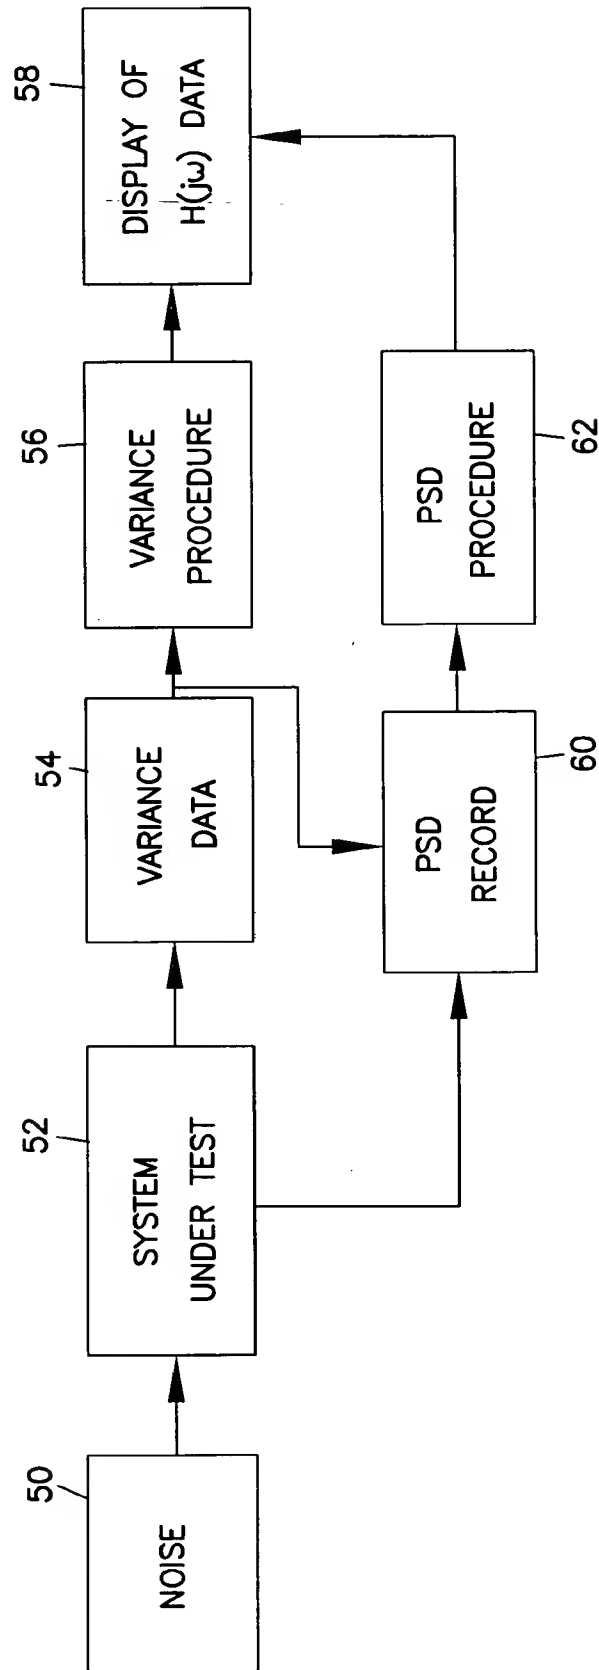 50
NOISE
52
SYSTEM
UNDER TEST
54
VARIANCE
DATA
56
VARIANCE
PROCEDURE
58
DISPLAY OF
H(jω) DATA
PSD
RECORD
60
PSD
PROCEDURE
62